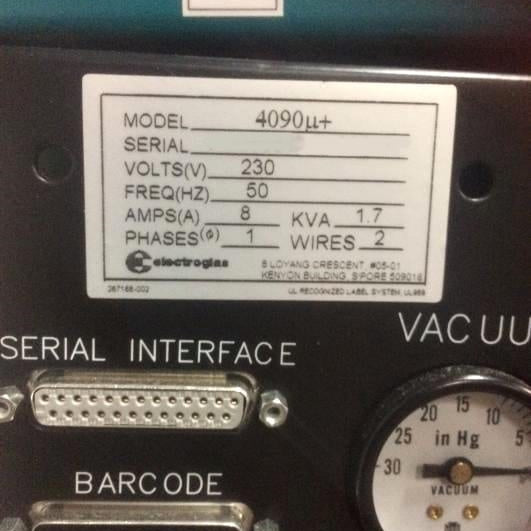 MODEL 4090µ+
SERIAL
VOLTS(V) 230
FREQ(HZ) 50
AMPS(A) 8 KVA 1.7
PHASES(Ø) 1 WIRES 2
electroglas
6 LOYANG CRESCENT, #05-01
KENYON BUILDING, S'PORE 509016
267188-002
UL RECOGNIZED LABEL SYSTEM, UL969
SERIAL INTERFACE
VACUU
BARCODE
30 25 20 15 10 5
in Hg
VACUUM